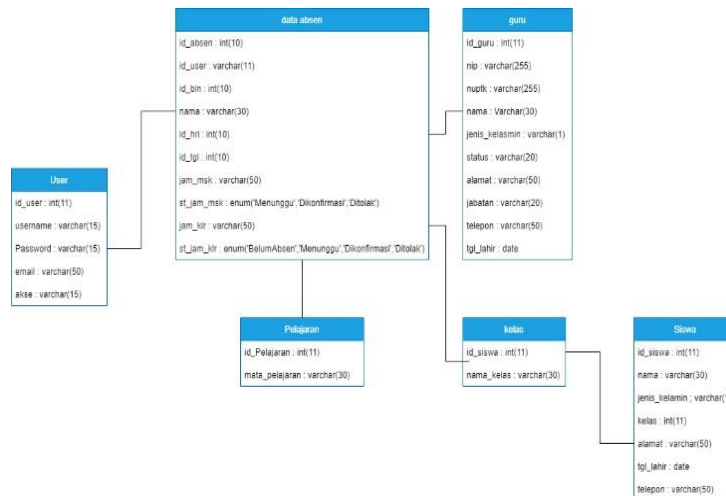 data absen
id_absen : int(10)
id_user : varchar(11)
id_bln : int(10)
nama : varchar(30)
id_hri : int(10)
id_tgl : int(10)
jam_msk : varchar(50)
st_jam_msk : enum('Menunggu','Dikonfirmasi','Ditolak')
jam_klr : varchar(50)
st_jam_klr : enum('BelumAbsen','Menunggu','Dikonfirmasi','Ditolak')
guru
id_guru : int(11)
nip : varchar(255)
nuptk : varchar(255)
nama : Varchar(30)
jenis_kelasmin : varchar(1)
status : varchar(20)
alamat : varchar(50)
jabatan : varchar(20)
telepon : varchar(50)
tgl_lahir : date
User
id_user : int(11)
username : varchar(15)
Password : varchar(15)
email : varchar(50)
akse : varchar(15)
Pelajaran
id_Pelajaran : int(11)
mata_pelajaran : varchar(30)
kelas
id_siswa : int(11)
nama_kelas : varchar(30)
Siswa
id_siswa : int(11)
nama : varchar(30)
jenis_kelamin ; varchar(
kelas : int(11)
alamat : varchar(50)
tgl_lahir : date
telepon : varchar(50)